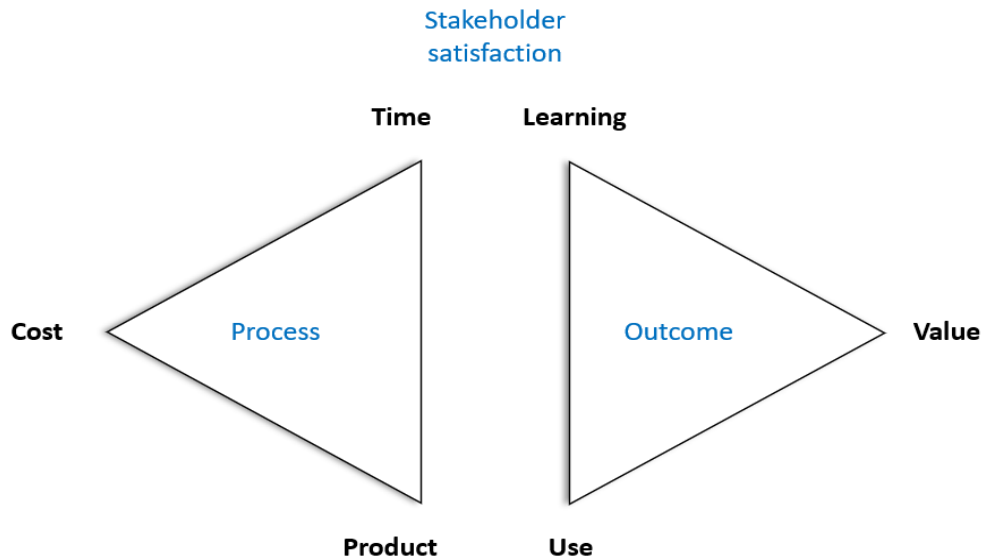 Stakeholder
satisfaction
Time
Learning
Cost
Process
Outcome
Value
Product
Use